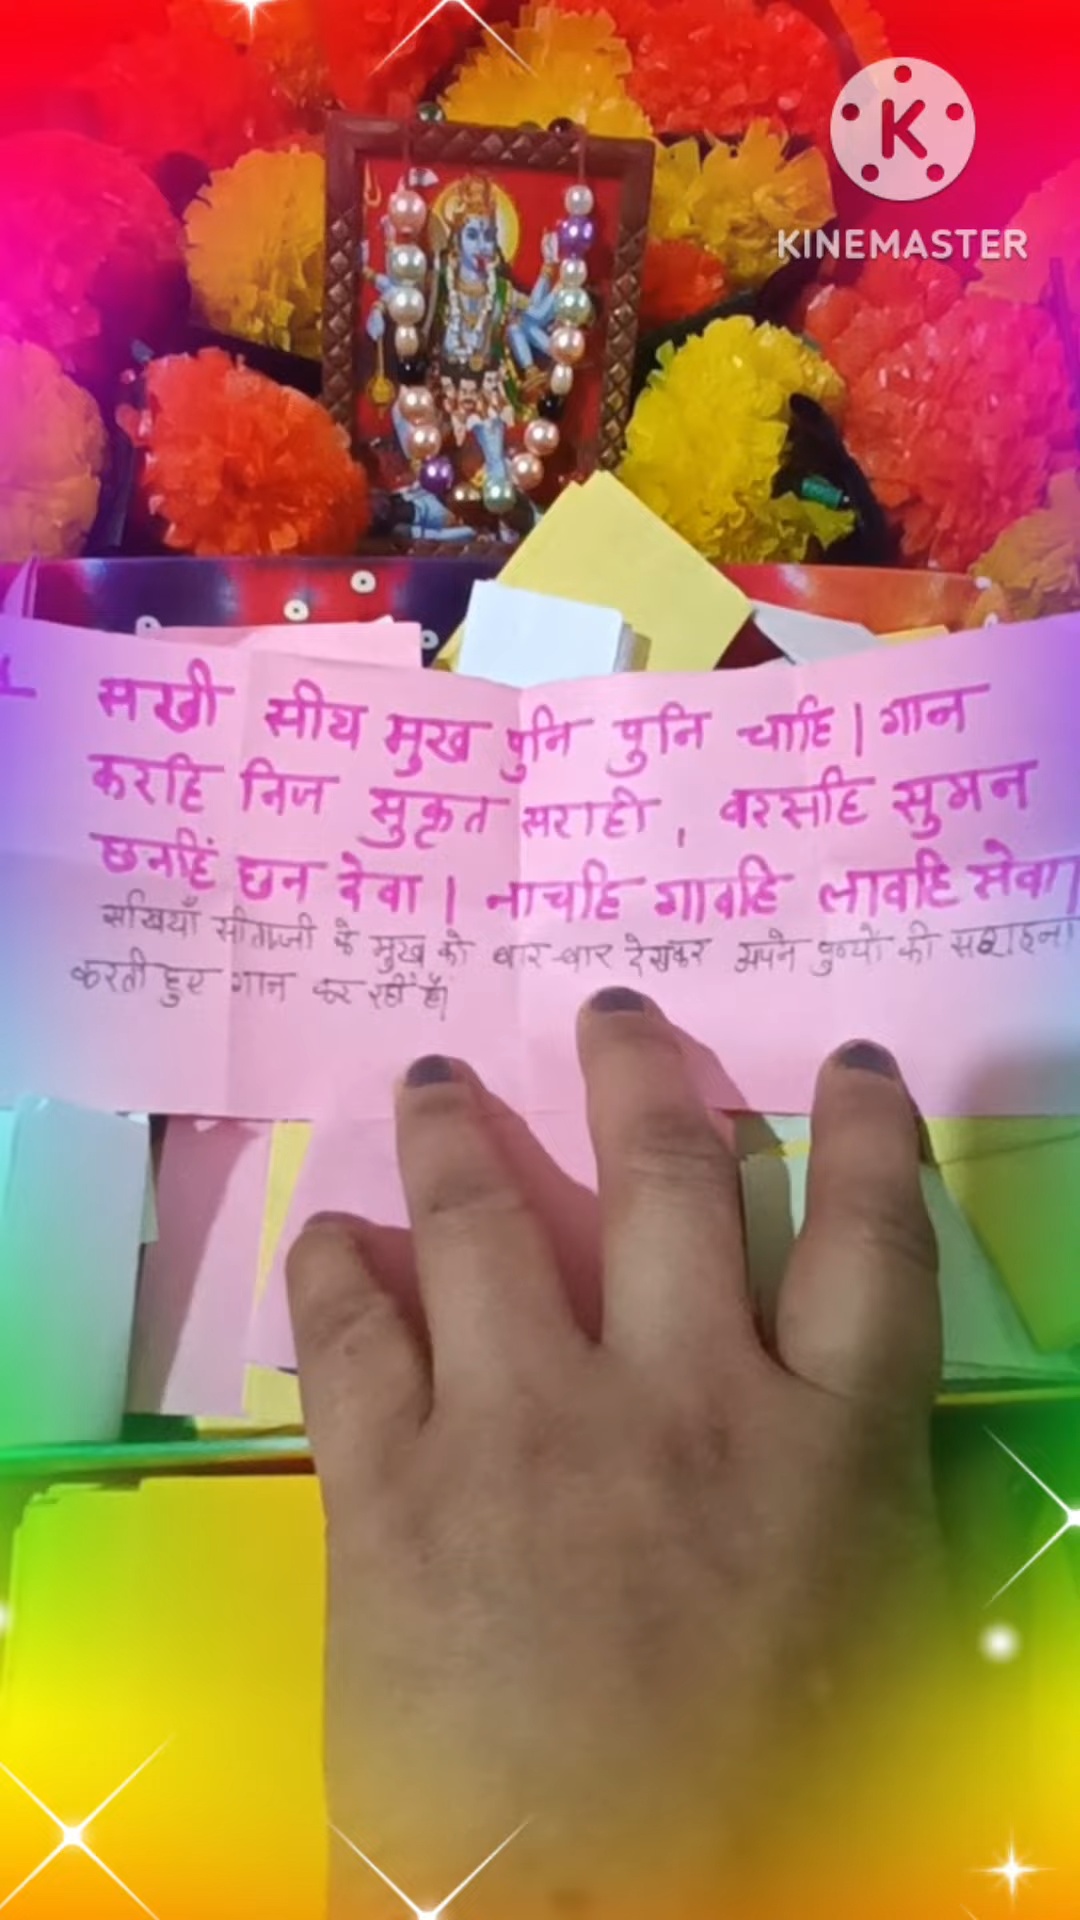 KINEMASTER
सखी सीय मुख पुनि पुनि चाहि | गान
करहि निज सुकृत सराही, बरसहि सुमन
छनहिं छन देवा | नाचहि गावहि लावहि सेवा |
सखियाँ सीताजी के मुख को बार-बार देखकर अपने पुण्यों की सराहना
करती हुए गान कर रहीं हैं।